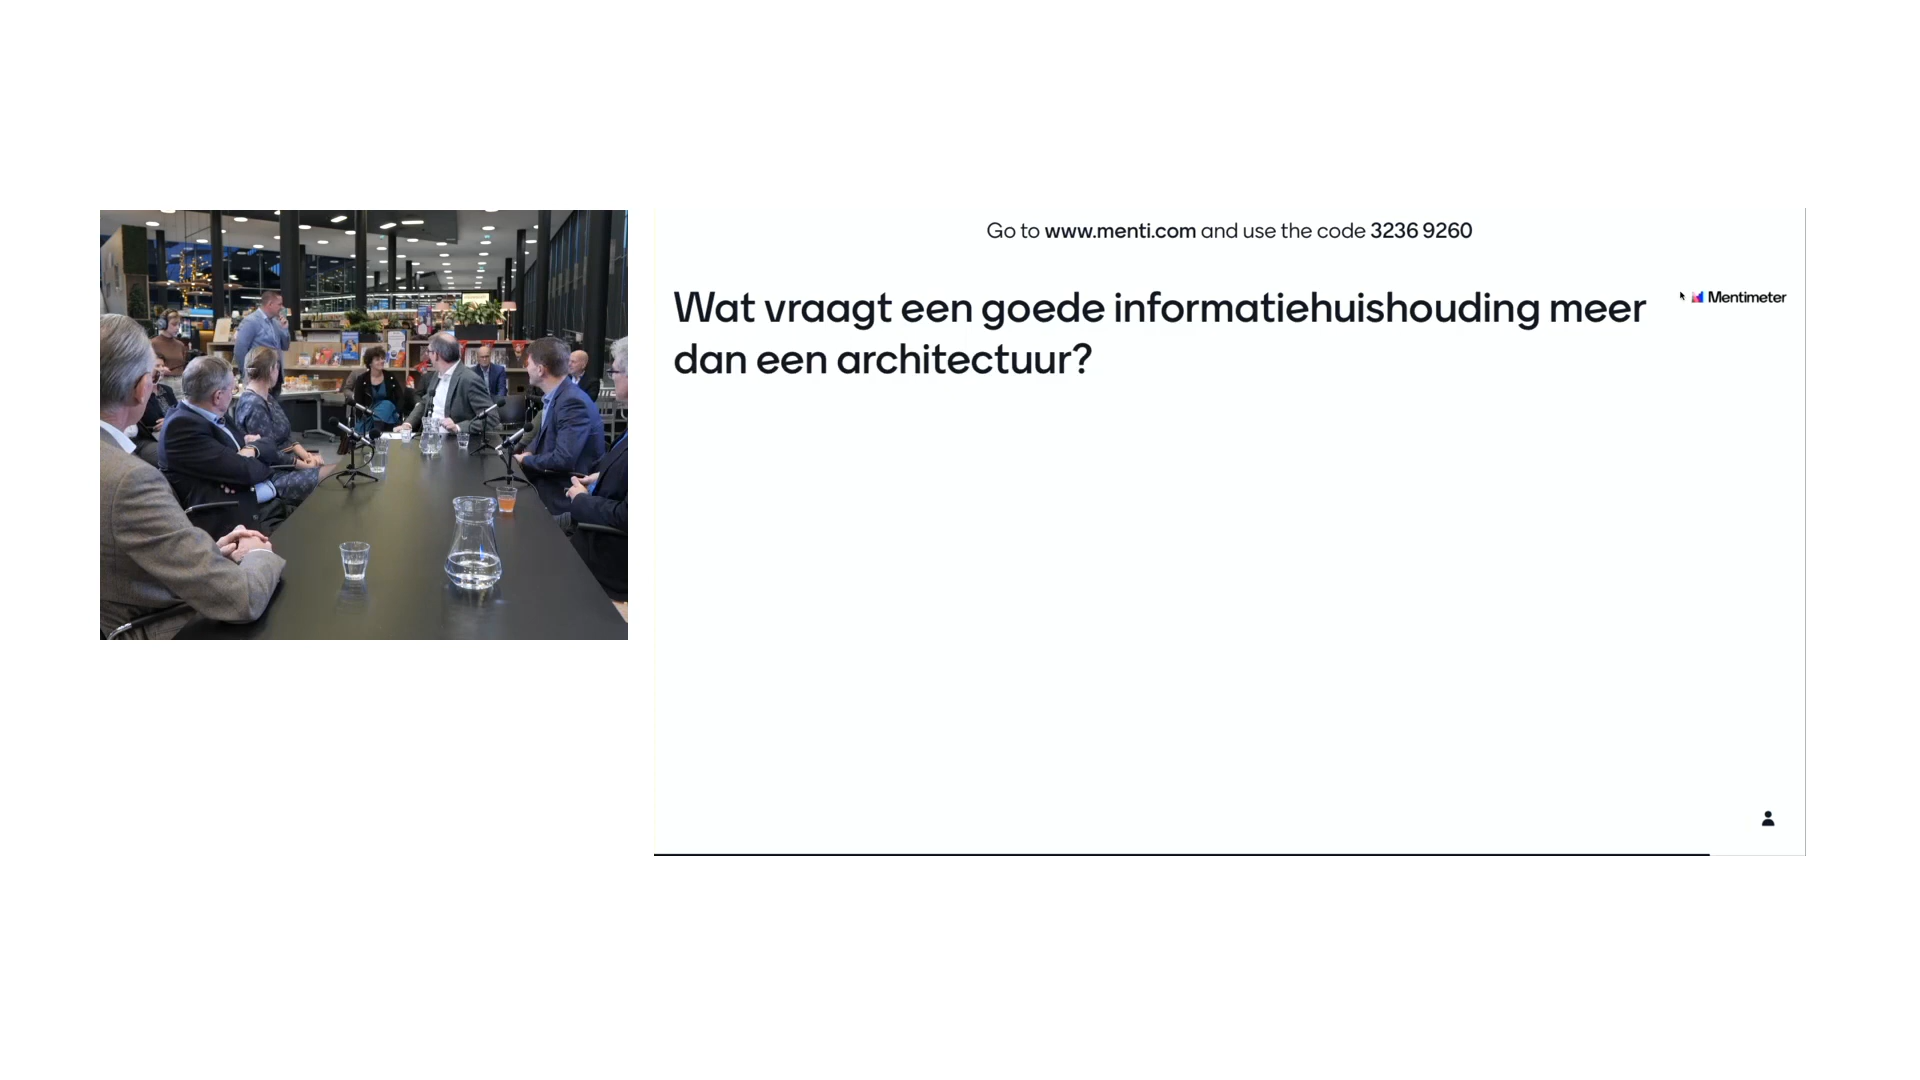 Go to www.menti.com and use the code 3236 9260
Wat vraagt een goede informatiehuishouding meer
dan een architectuur?
Mentimeter